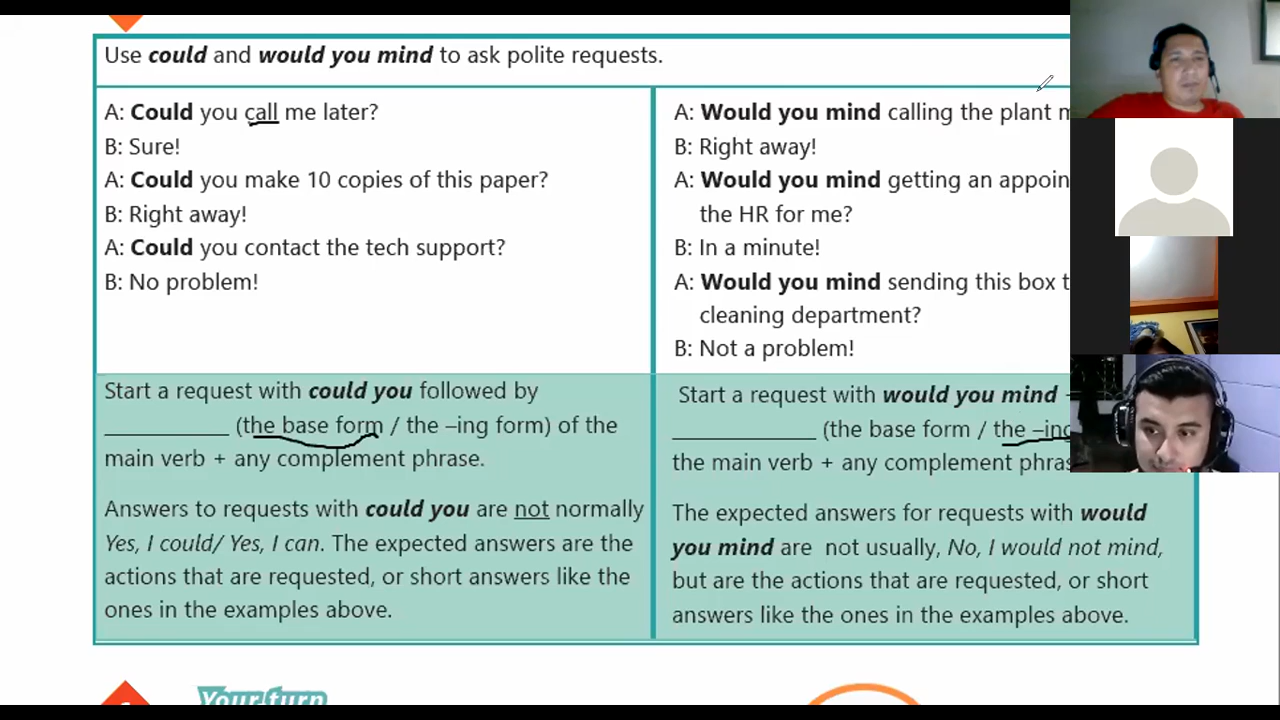 Use could and would you mind to ask polite requests.
A: Could you call me later?
B: Sure!
A: Could you make 10 copies of this paper?
B: Right away!
A: Could you contact the tech support?
B: No problem!
A: Would you mind calling the plant
B: Right away!
A: Would you mind getting an
the HR for me?
B: In a minute!
A: Would you mind sending this box
cleaning department?
B: Not a problem!
Start a request with could you followed by
____________ (the base form / the –ing form) of the
main verb + any complement phrase.
Answers to requests with could you are not normally
Yes, I could/ Yes, I can. The expected answers are the
actions that are requested, or short answers like the
ones in the examples above.
Start a request with would you mind
______________ (the base form / the
the main verb + any complement
The expected answers for requests with would
you mind are not usually, No, I would not mind,
but are the actions that are requested, or short
answers like the ones in the examples above.
Your turn